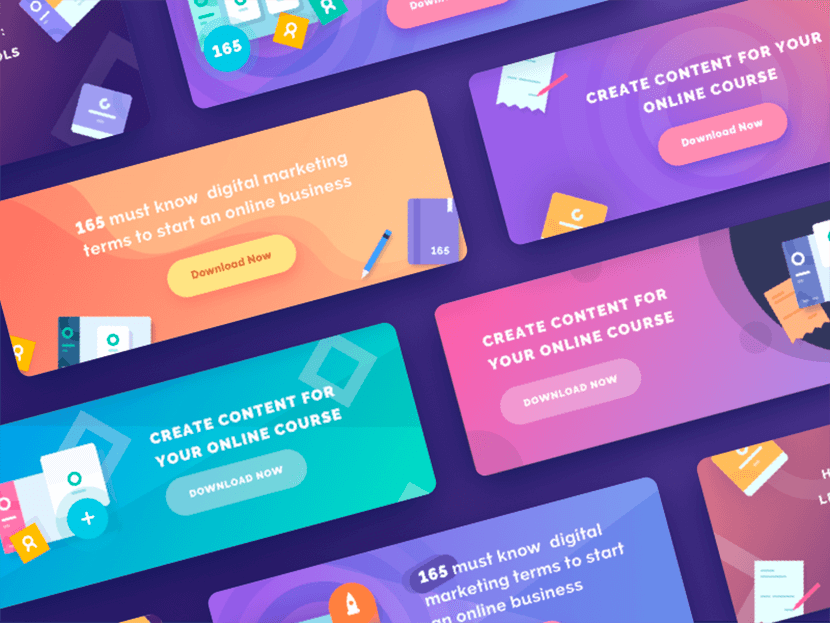 :
OLS
165
Download Now
CREATE CONTENT FOR YOUR
ONLINE COURSE
Download Now
165 must know digital marketing
terms to start an online business
Download Now
165
CREATE CONTENT FOR
YOUR ONLINE COURSE
DOWNLOAD NOW
CREATE CONTENT FOR
YOUR ONLINE COURSE
DOWNLOAD NOW
165 must know digital
marketing terms to start
an online business